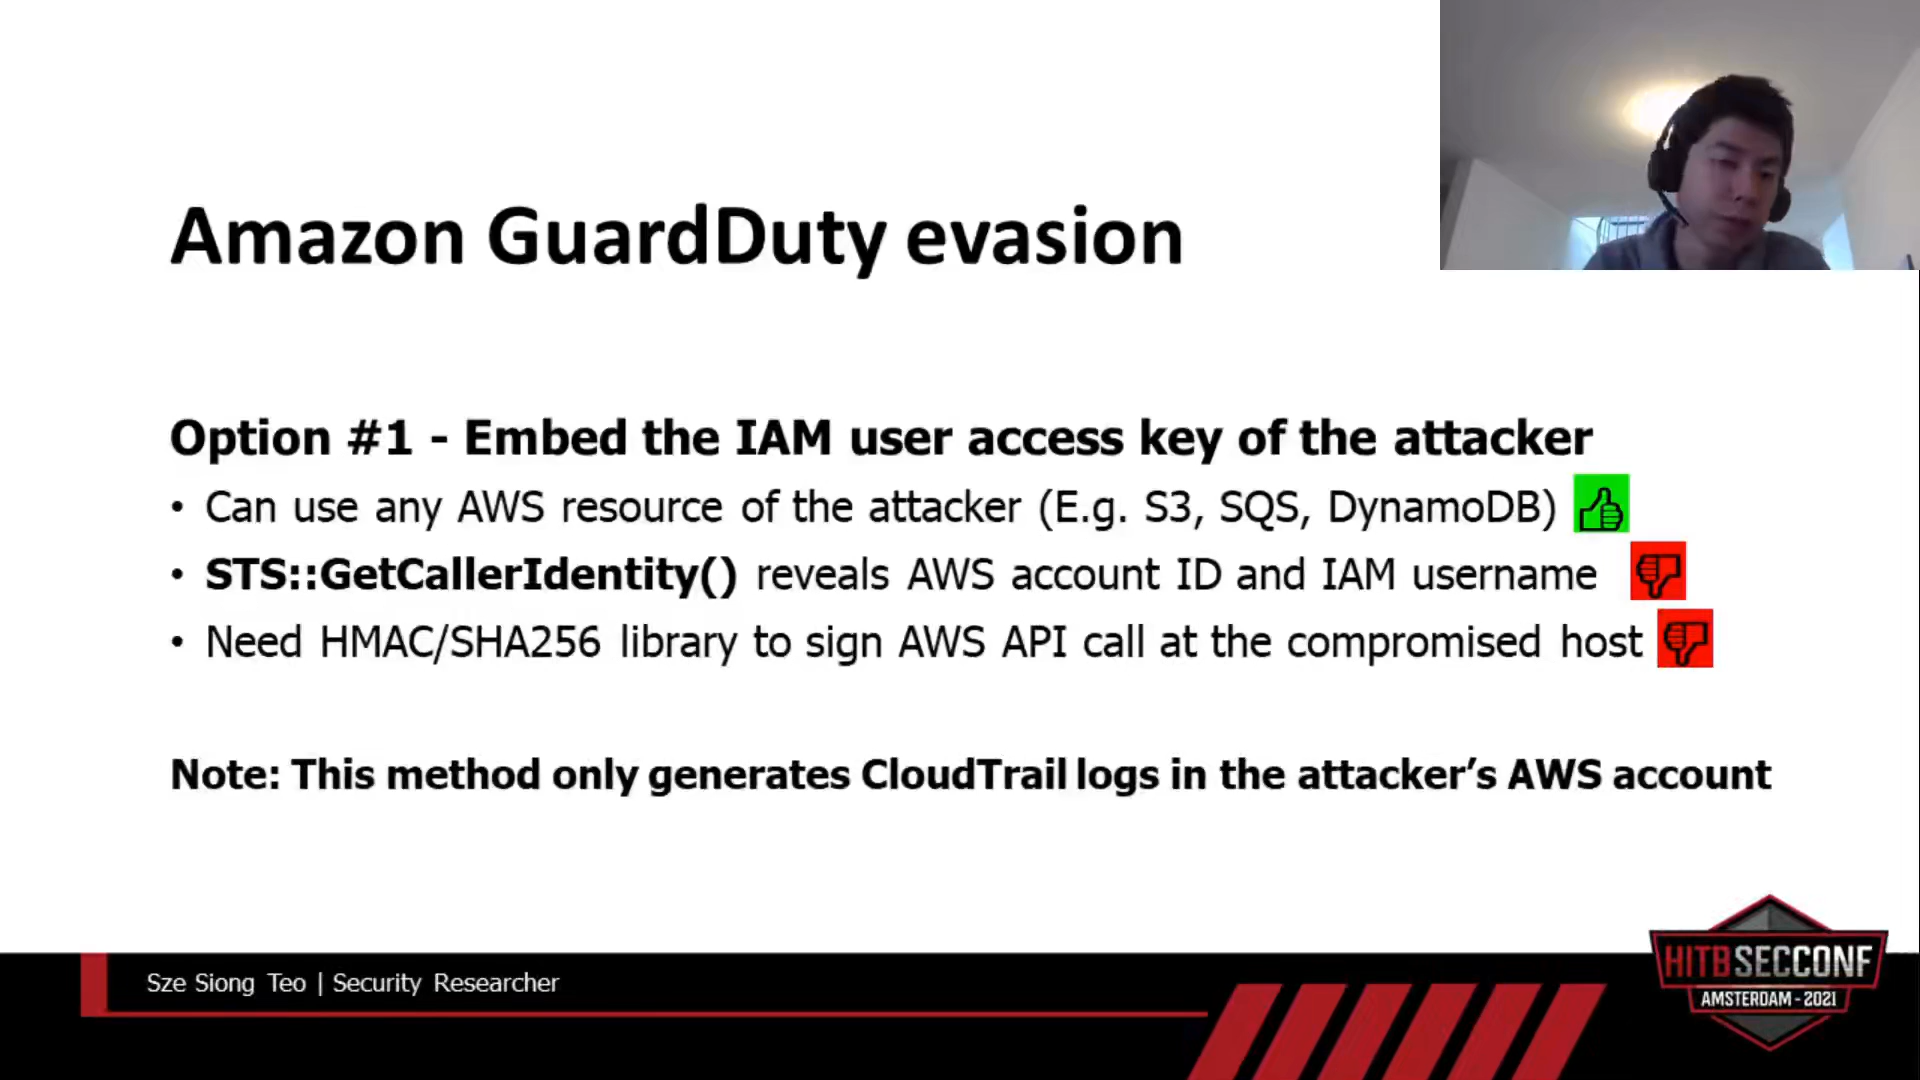 Amazon GuardDuty evasion
Option #1 - Embed the IAM user access key of the attacker
• Can use any AWS resource of the attacker (E.g. S3, SQS, DynamoDB)
• STS::GetCallerIdentity() reveals AWS account ID and IAM username
• Need HMAC/SHA256 library to sign AWS API call at the compromised host
Note: This method only generates CloudTrail logs in the attacker’s AWS account
Sze Siong Teo | Security Researcher
HITBSECCONF
AMSTERDAM - 2021